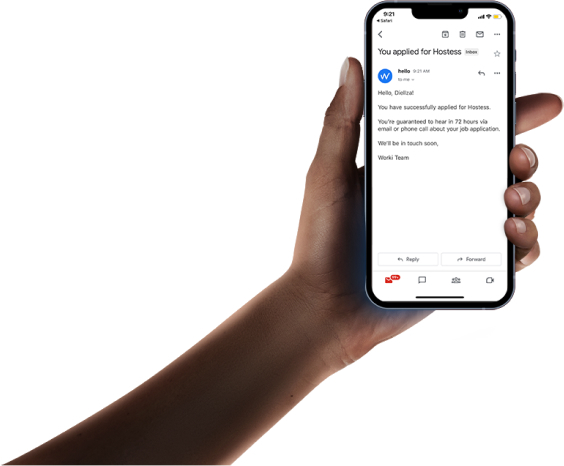 9:21
Safari
You applied for Hostess Inbox
hello 9:21 AM
to me
Hello, Dieliza!
You have successfully applied for Hostess.
You're guaranteed to hear in 72 hours via
email or phone call about your job application.
We'll be in touch soon,
Worki Team
Reply Forward
99+